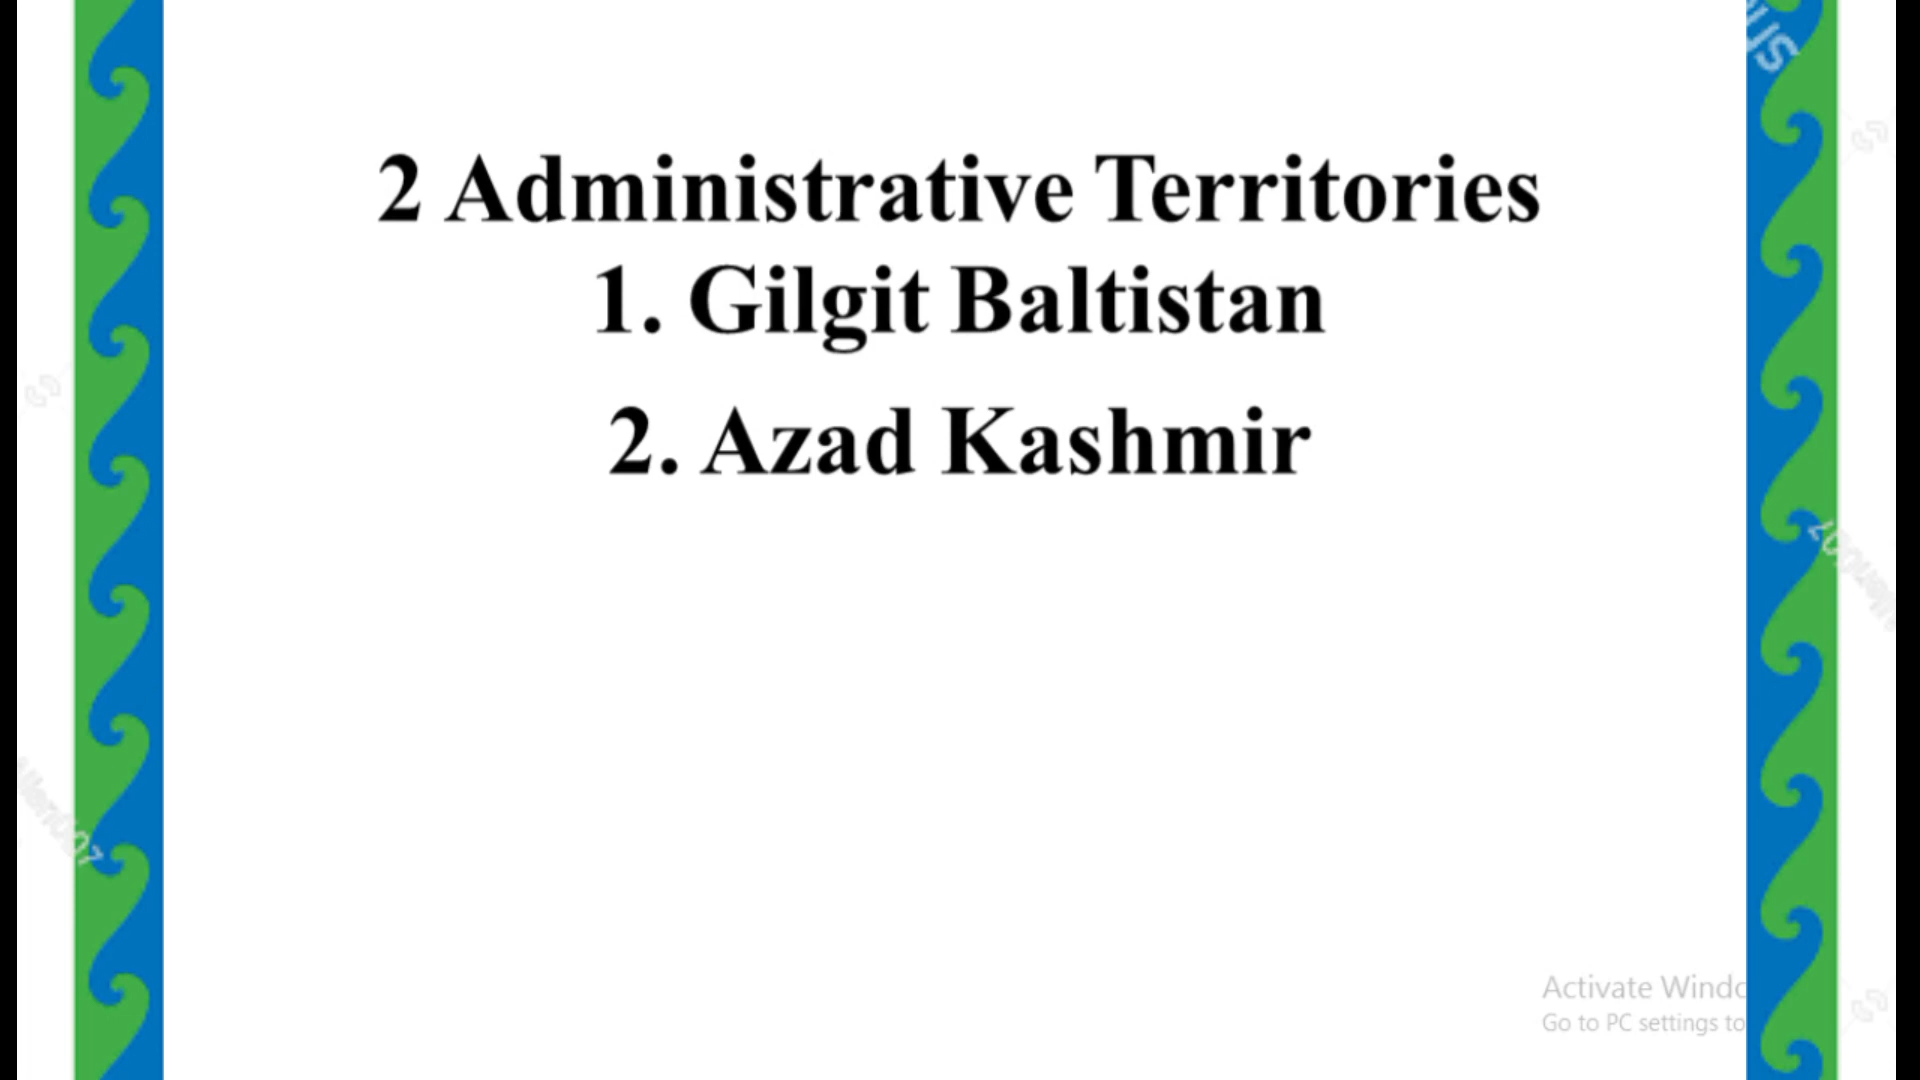 2 Administrative Territories
1. Gilgit Baltistan
2. Azad Kashmir
Activate Windo
Go to PC settings to